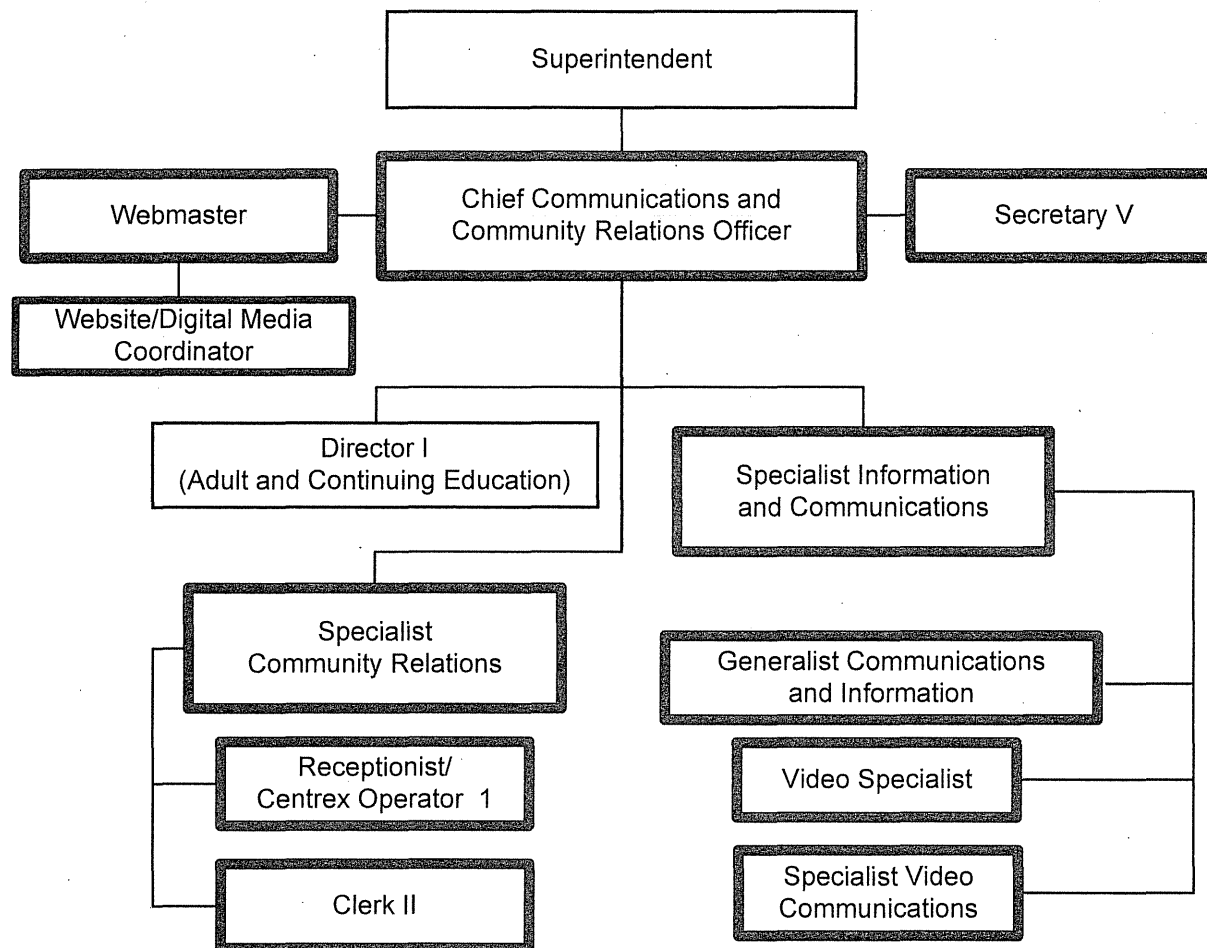 Superintendent
Chief Communications and
Community Relations Officer
Webmaster
Secretary V
Website/Digital Media
Coordinator
Director I
(Adult and Continuing Education)
Specialist Information
and Communications
Specialist
Community Relations
Generalist Communications
and Information
Receptionist/
Centrex Operator 1
Video Specialist
Clerk II
Specialist Video
Communications